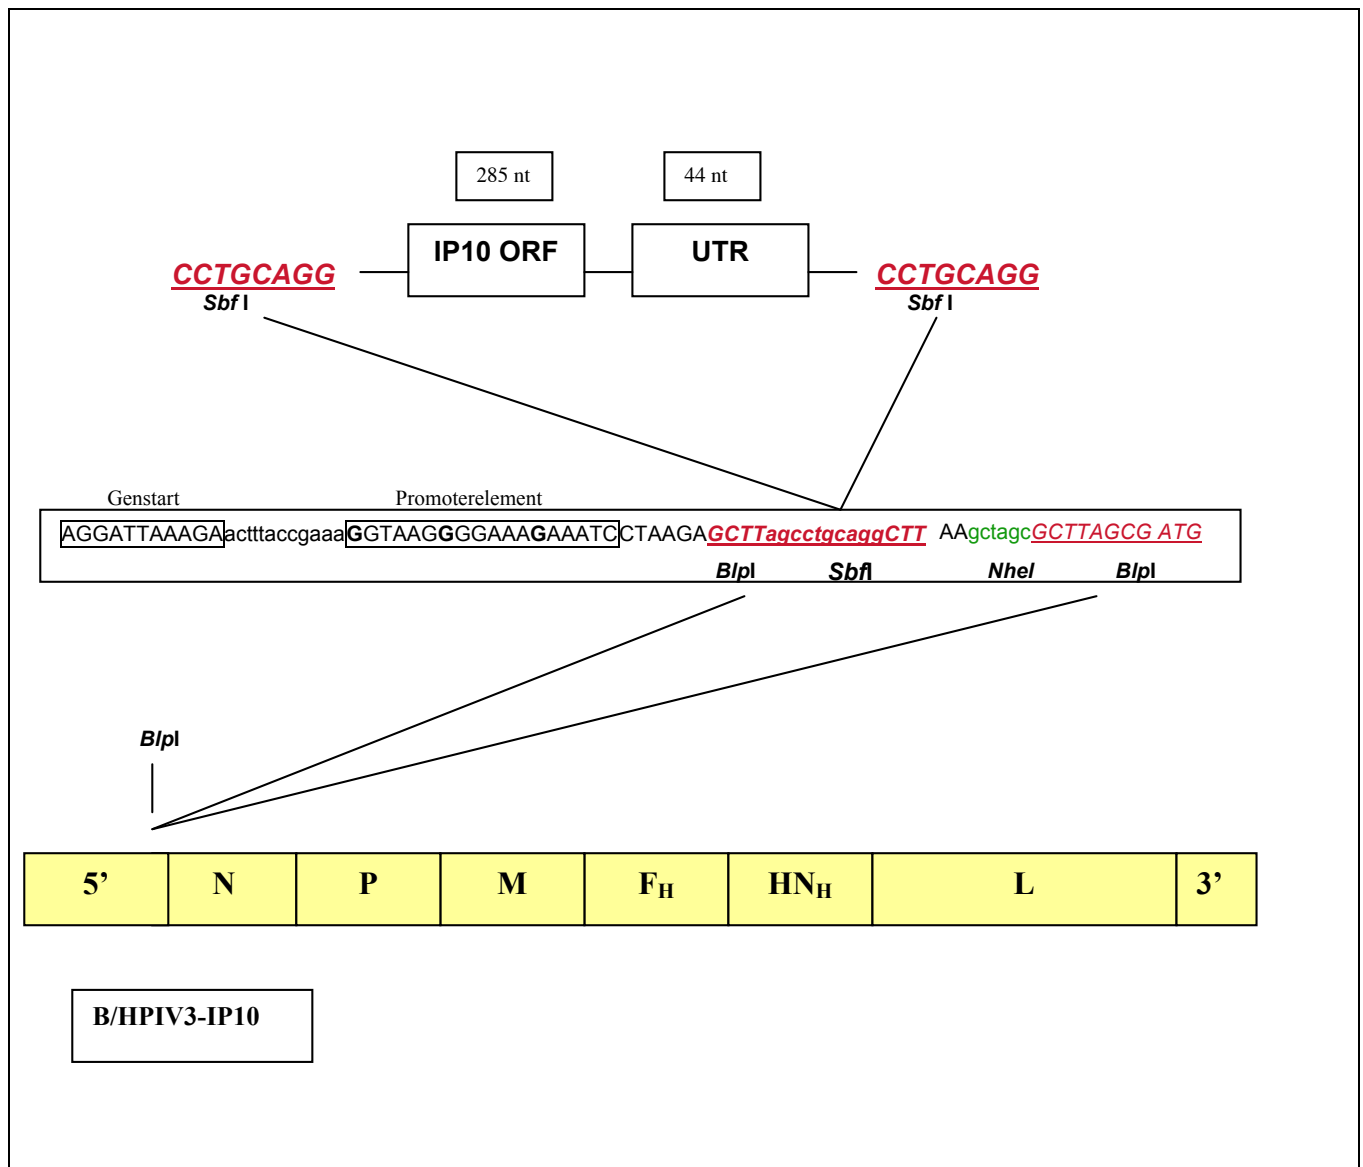 285 nt 44 nt
IP10 ORF UTR
CCTGCAGG CCTGCAGG
Sbf I Sbf I
Genstart Promoterelement
AGGATTAAAGAactttaccgaaaGGTAAGGGGAAAGAAATCCTAAGAGCTTagcctgcaggCTT AAgctagcGCTTAGCG ATG
BlpI SbfI NheI BlpI
BlpI
5’ N P M FH HNH L 3’
B/HPIV3-IP10